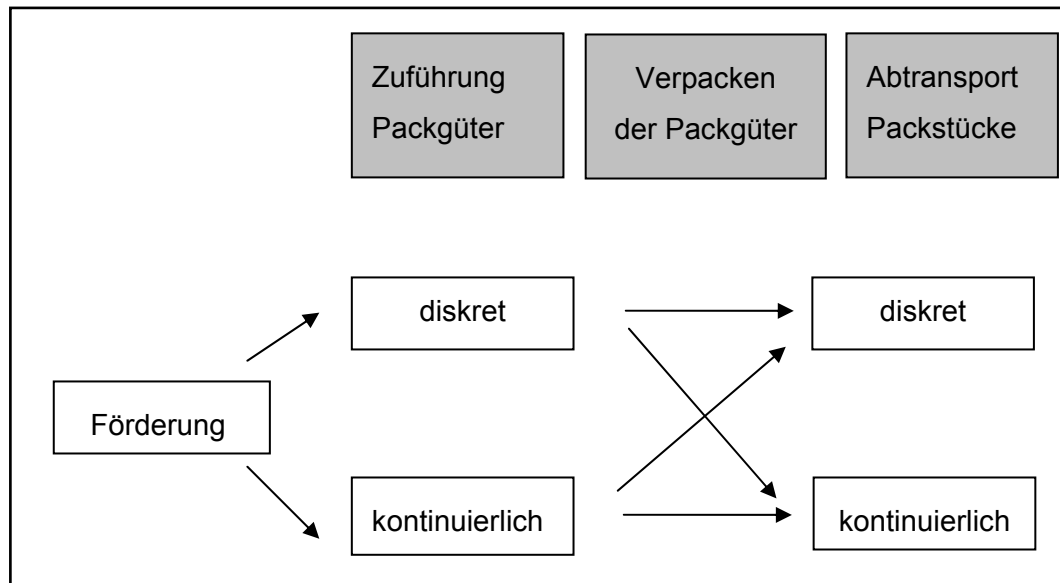 Zuführung
Packgüter
Verpacken
der Packgüter
Abtransport
Packstücke
diskret
diskret
Förderung
kontinuierlich
kontinuierlich